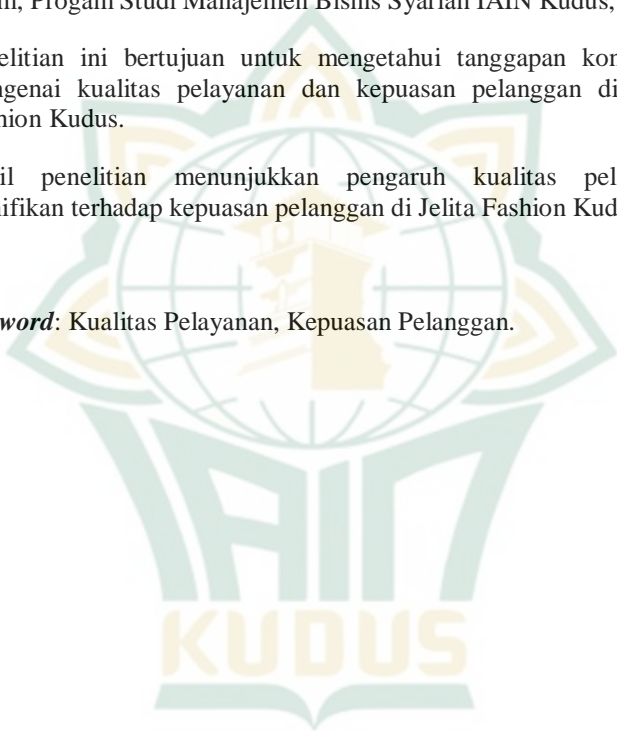 Progam Studi Manajemen Bisnis Syariah IAIN Kudus,
elitian ini bertujuan untuk mengetahui tanggapan kon
ngenai kualitas pelayanan dan kepuasan pelanggan di
hion Kudus.
il penelitian menunjukkan pengaruh kualitas pel
ifikan terhadap kepuasan pelanggan di Jelita Fashion Kud
word: Kualitas Pelayanan, Kepuasan Pelanggan.
IAIN
KUDUS